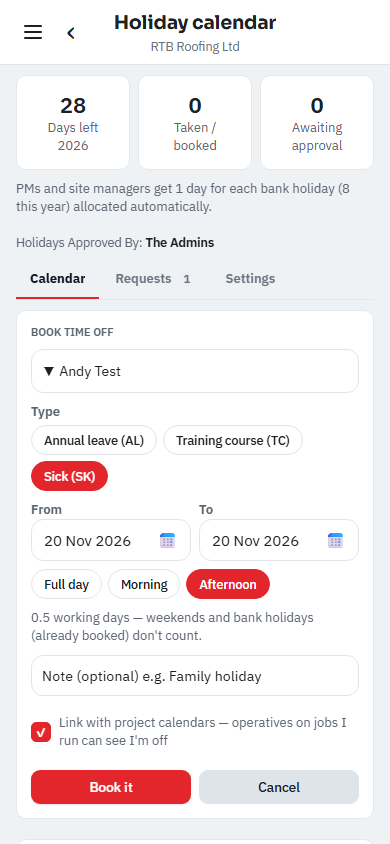 Holiday calendar
RTB Roofing Ltd
28
Days left
2026
0
Taken /
booked
0
Awaiting
approval
PMs and site managers get 1 day for each bank holiday (8
this year) allocated automatically.
Holidays Approved By: The Admins
Calendar Requests 1 Settings
BOOK TIME OFF
▼ Andy Test
Type
Annual leave (AL) Training course (TC)
Sick (SK)
From To
20 Nov 2026 20 Nov 2026
Full day Morning Afternoon
0.5 working days — weekends and bank holidays
(already booked) don't count.
Note (optional) e.g. Family holiday
Link with project calendars — operatives on jobs I
run can see I'm off
Book it Cancel